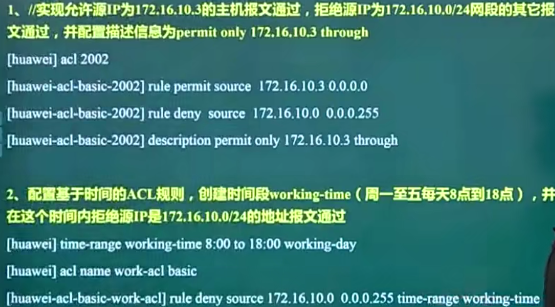 1、//实现允许源IP为172.16.10.3的主机报文通过，拒绝源IP为172.16.10.0/24网段的其它报
文通过，并配置描述信息为permit only 172.16.10.3 through
[huawei] acl 2002
[huawei-acl-basic-2002] rule permit source 172.16.10.3 0.0.0.0
[huawei-acl-basic-2002] rule deny source 172.16.10.0 0.0.0.255
[huawei-acl-basic-2002] description permit only 172.16.10.3 through
2、配置基于时间的ACL规则，创建时间段working-time（周一至五每天8点到18点），并
在这个时间内拒绝源IP是172.16.10.0/24的地址报文通过
[huawei] time-range working-time 8:00 to 18:00 working-day
[huawei] acl name work-acl basic
[huawei-acl-basic-work-acl] rule deny source 172.16.10.0 0.0.0.255 time-range working-time